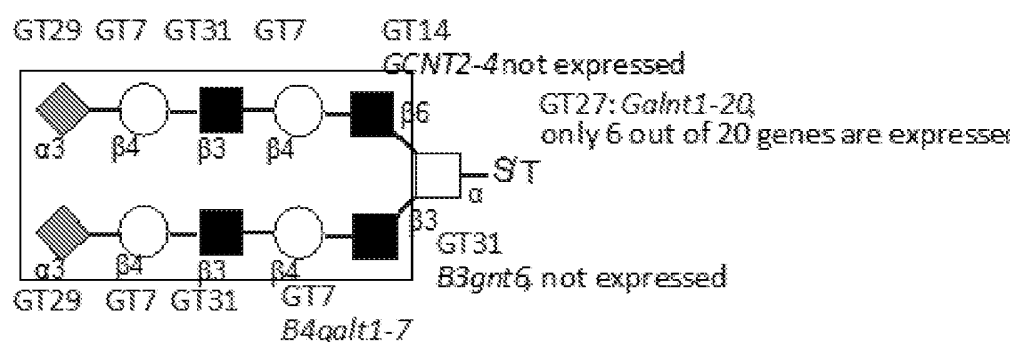 GT29 GT7 GT31 GT7 GT14
GCNT2-4 not expressed
GT27: Galnt1-20,
only 6 out of 20 genes are expresser
β6
α3 β4 β3 β4
S/T
α
β3
GT31
B3gnt6, not expressed
α3 β4 β3 β4
GT29 GT7 GT31 GT7
B4galt1-7